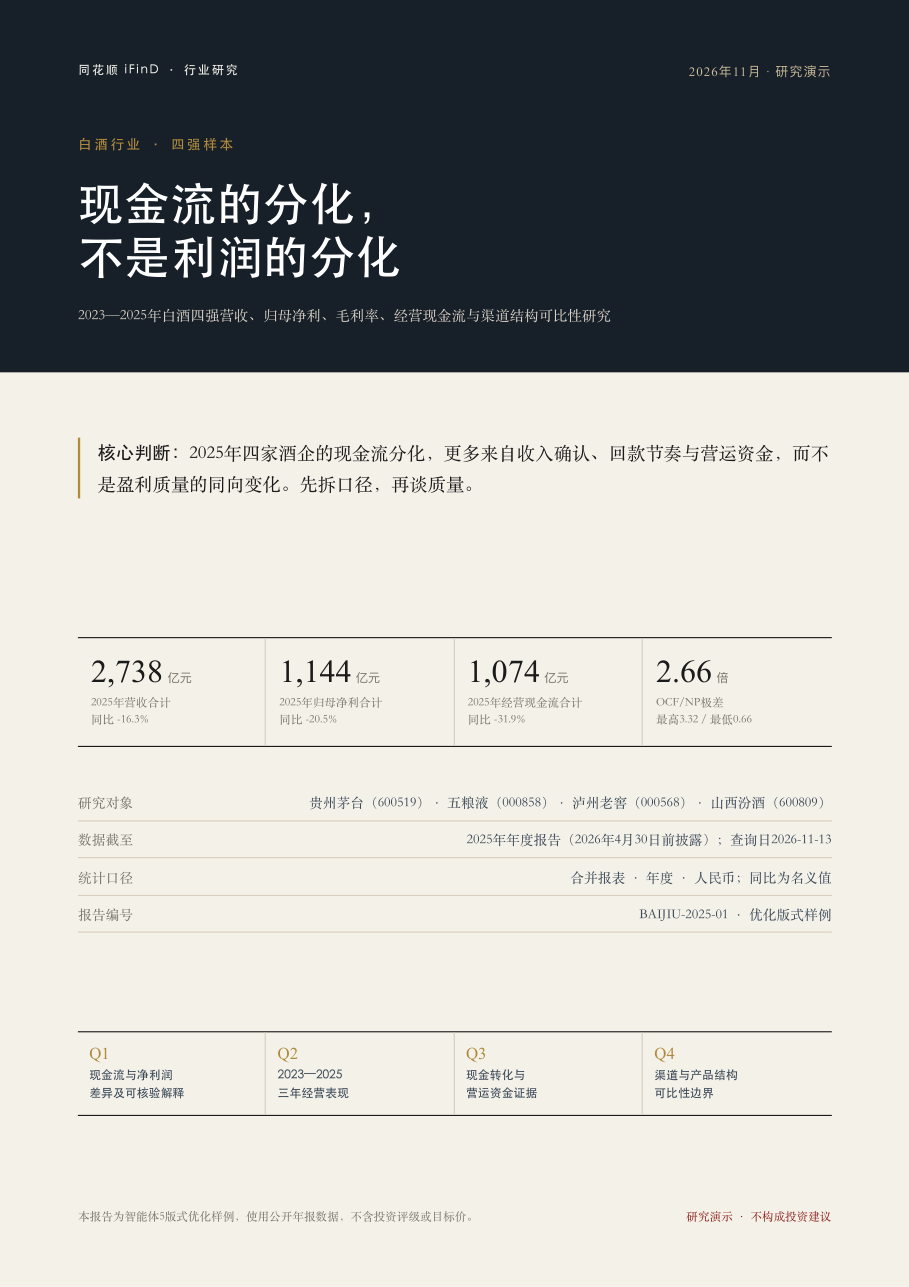 同花顺 iFinD · 行业研究
2026年11月 · 研究演示
白酒行业 · 四强样本
现金流的分化，
不是利润的分化
2023—2025年白酒四强营收、归母净利、毛利率、经营现金流与渠道结构可比性研究
核心判断：2025年四家酒企的现金流分化，更多来自收入确认、回款节奏与营运资金，而不
是盈利质量的同向变化。先拆口径，再谈质量。
2,738 亿元
2025年营收合计
同比 -16.3%
1,144 亿元
2025年归母净利合计
同比 -20.5%
1,074 亿元
2025年经营现金流合计
同比 -31.9%
2.66 倍
OCF/NP极差
最高3.32 / 最低0.66
研究对象 贵州茅台（600519） · 五粮液（000858） · 泸州老窖（000568） · 山西汾酒（600809）
数据截至 2025年年度报告（2026年4月30日前披露）；查询日2026-11-13
统计口径 合并报表 · 年度 · 人民币；同比为名义值
报告编号 BAIJIU-2025-01 · 优化版式样例
Q1
现金流与净利润
差异及可核验解释
Q2
2023—2025
三年经营表现
Q3
现金转化与
营运资金证据
Q4
渠道与产品结构
可比性边界
本报告为智能体5版式优化样例，使用公开年报数据，不含投资评级或目标价。
研究演示 · 不构成投资建议